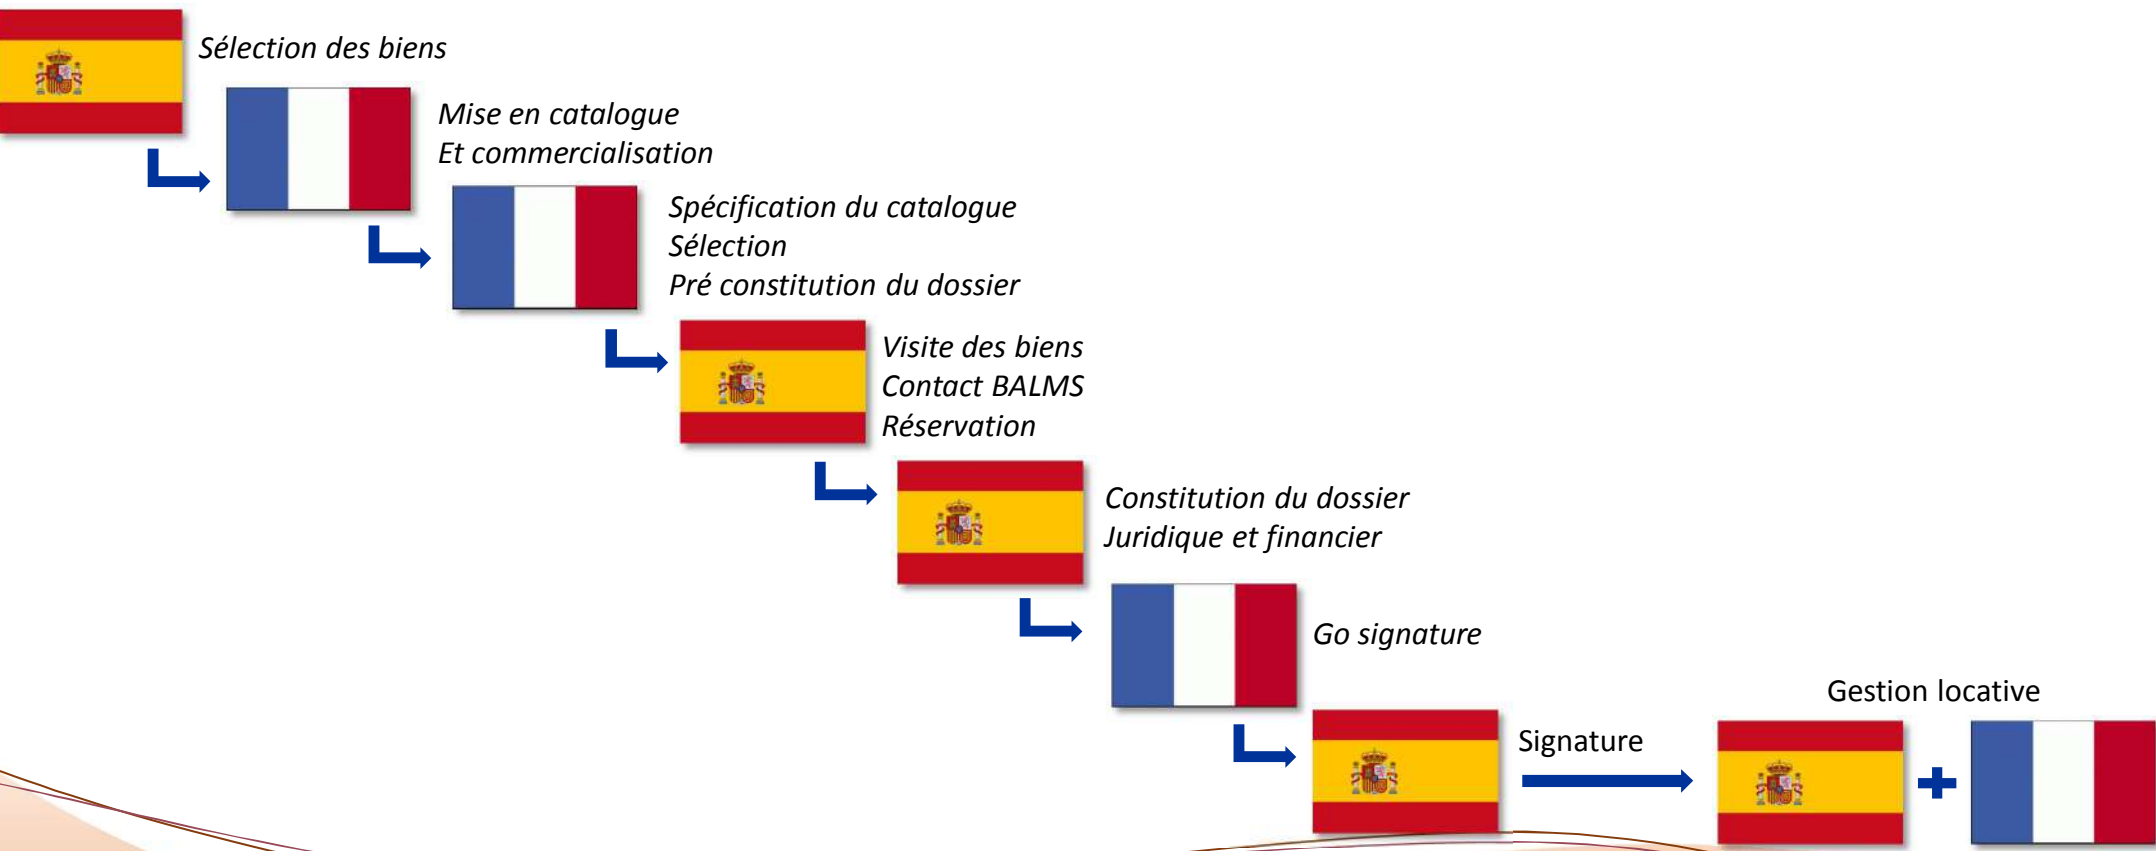 Sélection des biens
Mise en catalogue
Et commercialisation
Spécification du catalogue
Sélection
Pré constitution du dossier
Visite des biens
Contact BALMS
Réservation
Constitution du dossier
Juridique et financier
Go signature
Signature
Gestion locative